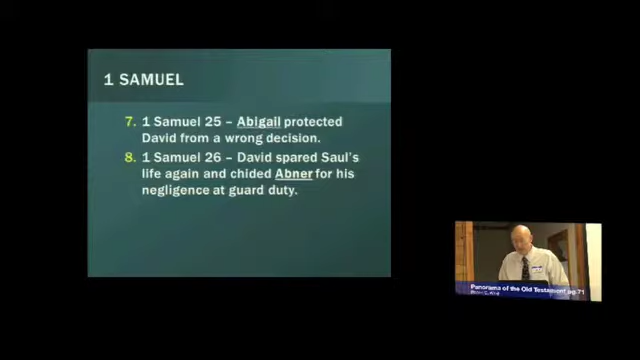 1 SAMUEL
7. 1 Samuel 25 – Abigail protected
David from a wrong decision.
8. 1 Samuel 26 – David spared Saul's
life again and chided Abner for his
negligence at guard duty.
Panorama of the Old Testament pg.71